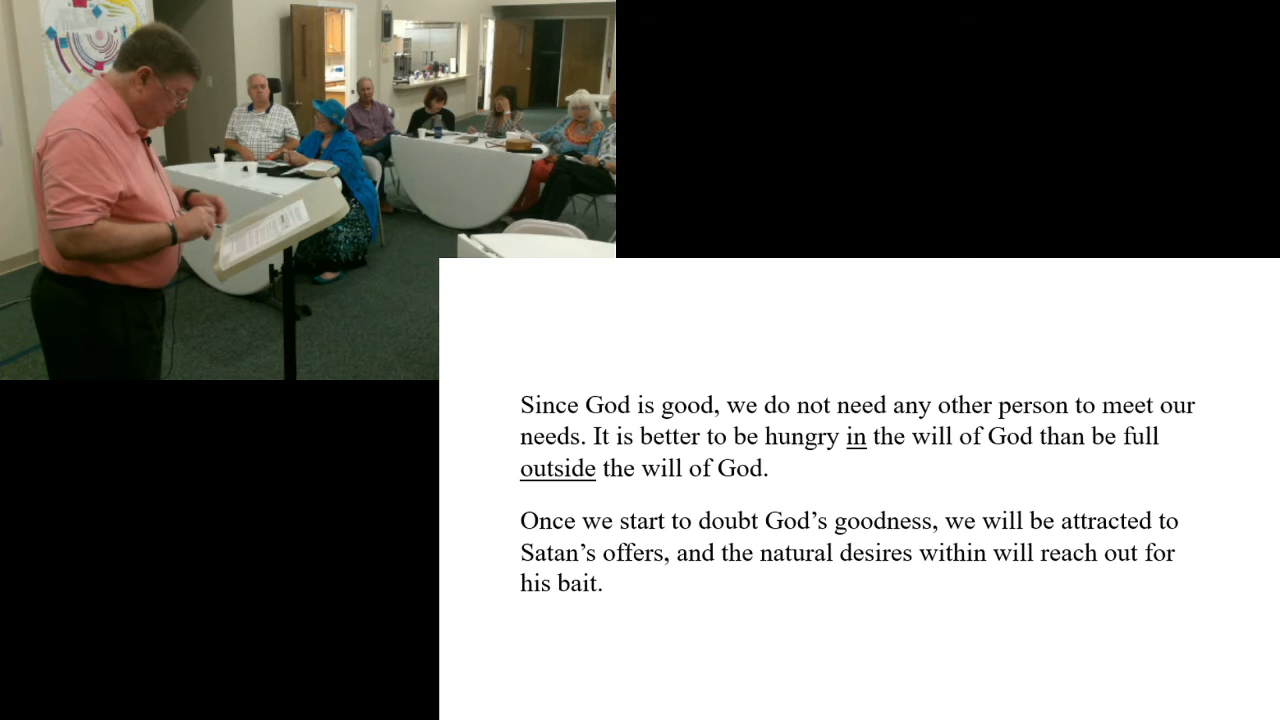 Since God is good, we do not need any other person to meet our
needs. It is better to be hungry in the will of God than be full
outside the will of God.
Once we start to doubt God’s goodness, we will be attracted to
Satan’s offers, and the natural desires within will reach out for
his bait.